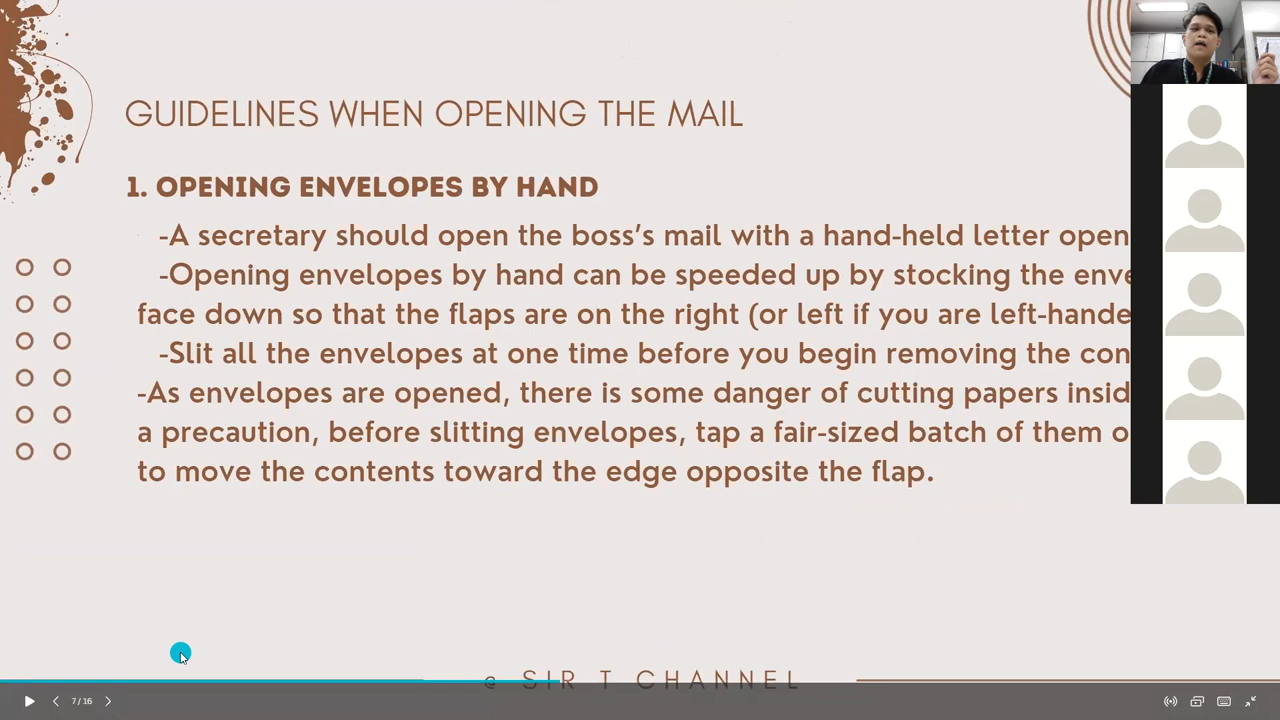 GUIDELINES WHEN OPENING THE MAIL
1. OPENING ENVELOPES BY HAND
-A secretary should open the boss's mail with a hand-held letter open
-Opening envelopes by hand can be speeded up by stocking the enve
face down so that the flaps are on the right (or left if you are left-hande
-Slit all the envelopes at one time before you begin removing the con
-As envelopes are opened, there is some danger of cutting papers insid
a precaution, before slitting envelopes, tap a fair-sized batch of them o
to move the contents toward the edge opposite the flap.
@ SIR T CHANNEL
7 / 16